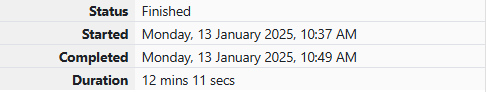 Status Finished
Started Monday, 13 January 2025, 10:37 AM
Completed Monday, 13 January 2025, 10:49 AM
Duration 12 mins 11 secs